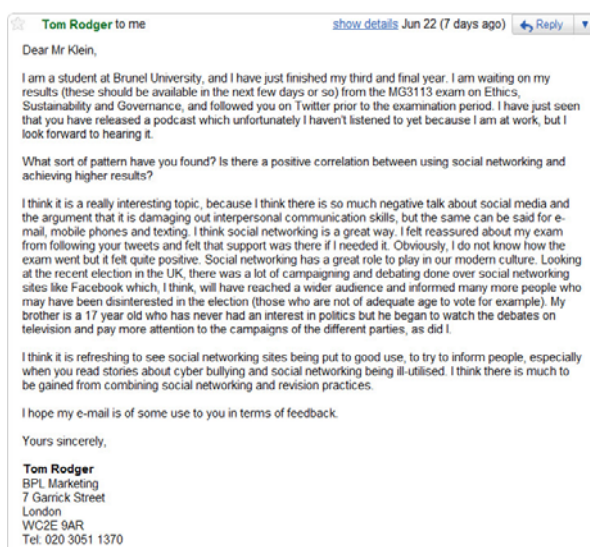 Tom Rodger to me show details Jun 22 (7 days ago) Reply
Dear Mr Klein,
I am a student at Brunel University, and I have just finished my third and final year. I am waiting on my
results (these should be available in the next few days or so) from the MG3113 exam on Ethics,
Sustainability and Governance, and followed you on Twitter prior to the examination period. I have just seen
that you have released a podcast which unfortunately I haven't listened to yet because I am at work, but I
look forward to hearing it.
What sort of pattern have you found? Is there a positive correlation between using social networking and
achieving higher results?
I think it is a really interesting topic, because I think there is so much negative talk about social media and
the argument that it is damaging out interpersonal communication skills, but the same can be said for e-
mail, mobile phones and texting. I think social networking is a great way. I felt reassured about my exam
from following your tweets and felt that support was there if I needed it. Obviously, I do not know how the
exam went but it felt quite positive. Social networking has a great role to play in our modern culture. Looking
at the recent election in the UK, there was a lot of campaigning and debating done over social networking
sites like Facebook which, I think, will have reached a wider audience and informed many more people who
may have been disinterested in the election (those who are not of adequate age to vote for example). My
brother is a 17 year old who has never had an interest in politics but he began to watch the debates on
television and pay more attention to the campaigns of the different parties, as did I.
I think it is refreshing to see social networking sites being put to good use, to try to inform people, especially
when you read stories about cyber bullying and social networking being ill-utilised. I think there is much to
be gained from combining social networking and revision practices.
I hope my e-mail is of some use to you in terms of feedback.
Yours sincerely,
Tom Rodger
BPL Marketing
7 Garrick Street
London
WC2E 9AR
Tel: 020 3051 1370